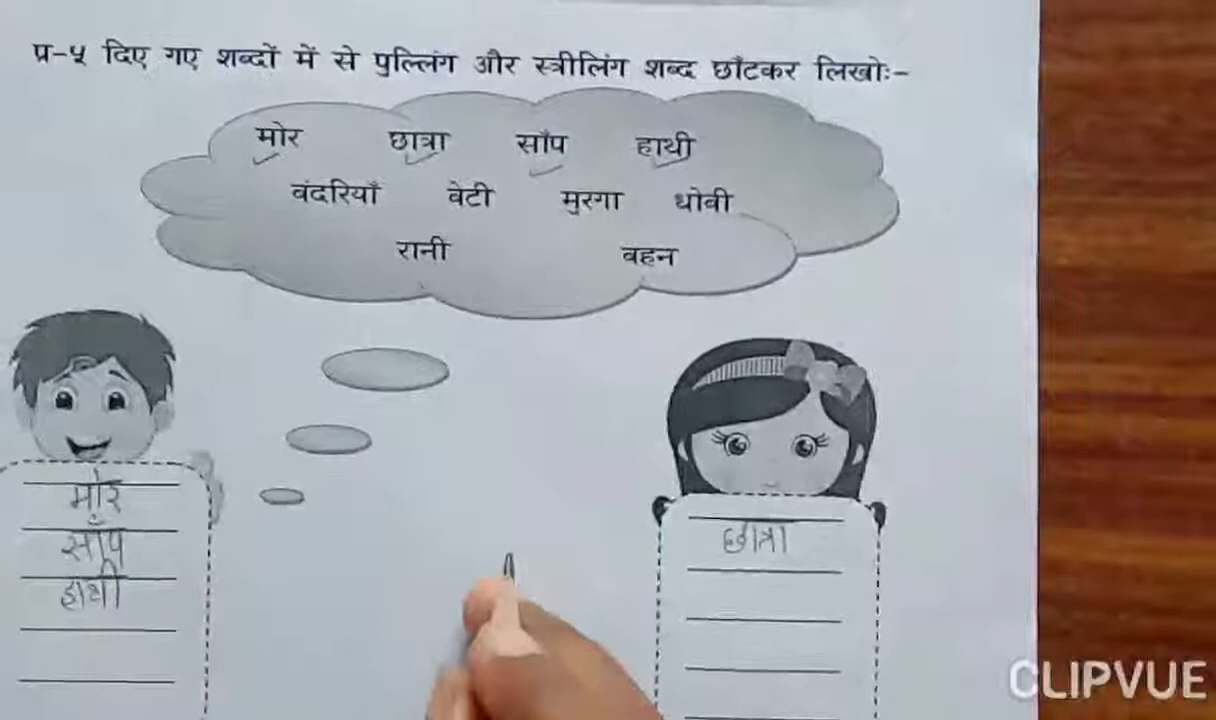 प्र-५ दिए गए शब्दों में से पुल्लिंग और स्त्रीलिंग शब्द छाँटकर लिखोः-
मोर छात्रा साँप हाथी
बंदरियाँ बेटी मुरगा धोबी
रानी बहन
मोर
साँप
हाथी
छात्रा
CLIPVUE